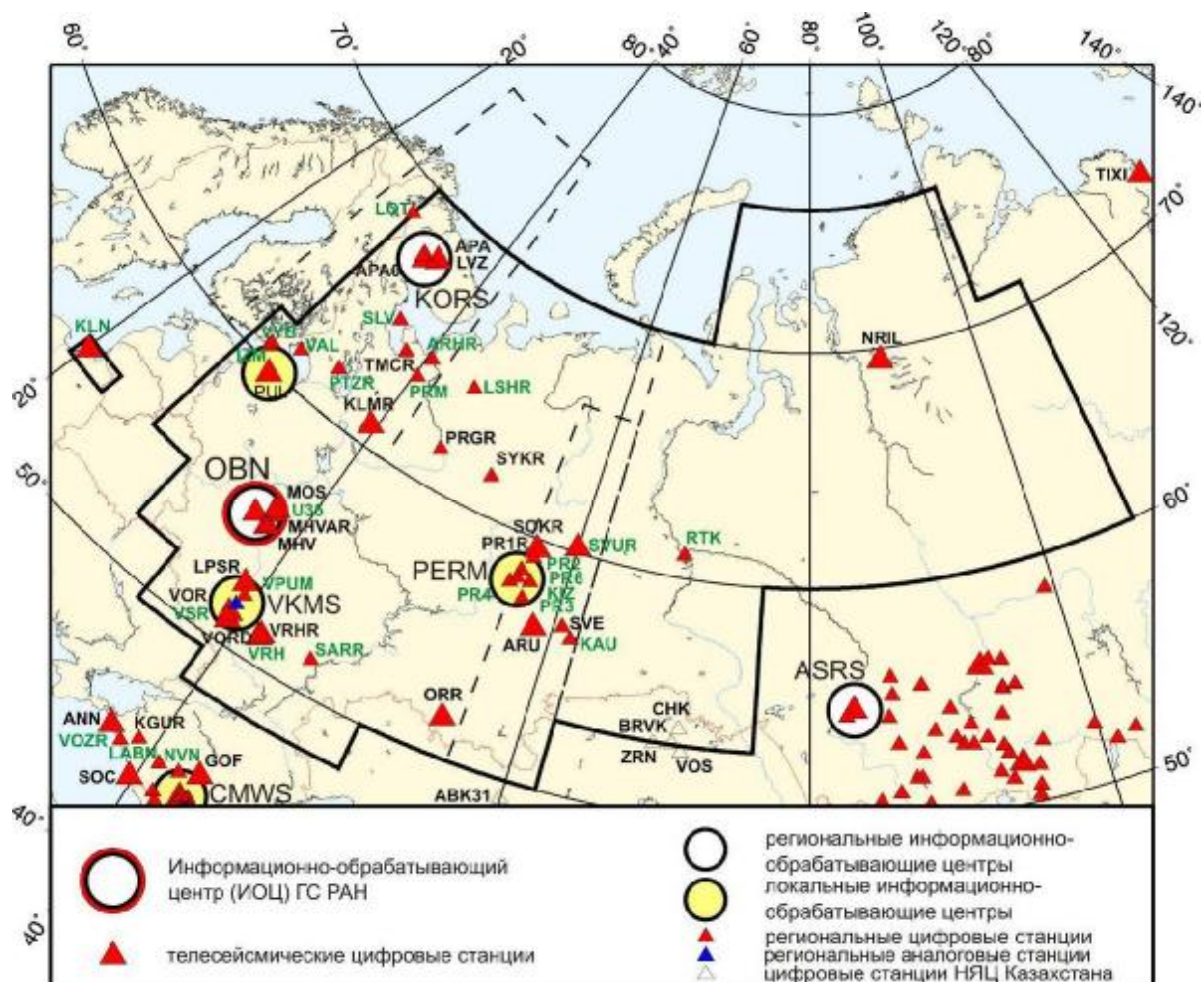 60°
70°
20°
80°
40°
60°
80°
100°
120°
80°
140°
140°
TIXI
70°
LOT
APA
APA0
LVZ
KORS
KLN
SLV
VAL
ARHR
TMCR
PTZR
PRM
LSHR
NRIL
120°
PUL
KLMR
20°
PRGR
SYKR
OBN
MOS
U35
MHVAR
MHV
50°
60°
SOKR
PR1R
SVUR
RTK
PERM
PR2
PR6
KIZ
PR4
PR3
LPSR
VPUM
VOR
VKMS
VSR
VRHR
VRH
SARR
ARU
SVE
KAU
ASRS
ORR
CHK
BRVK
ZRN
VOS
ANN
KGUR
VOZR
LABN
NVN
GOF
SOC
50°
CMWS
ABK31
40°
40°
Информационно-обрабатывающий
центр (ИОЦ) ГС РАН
телесейсмические цифровые станции
региональные информационно-
обрабатывающие центры
локальные информационно-
обрабатывающие центры
региональные цифровые станции
региональные аналоговые станции
цифровые станции НЯЦ Казахстана